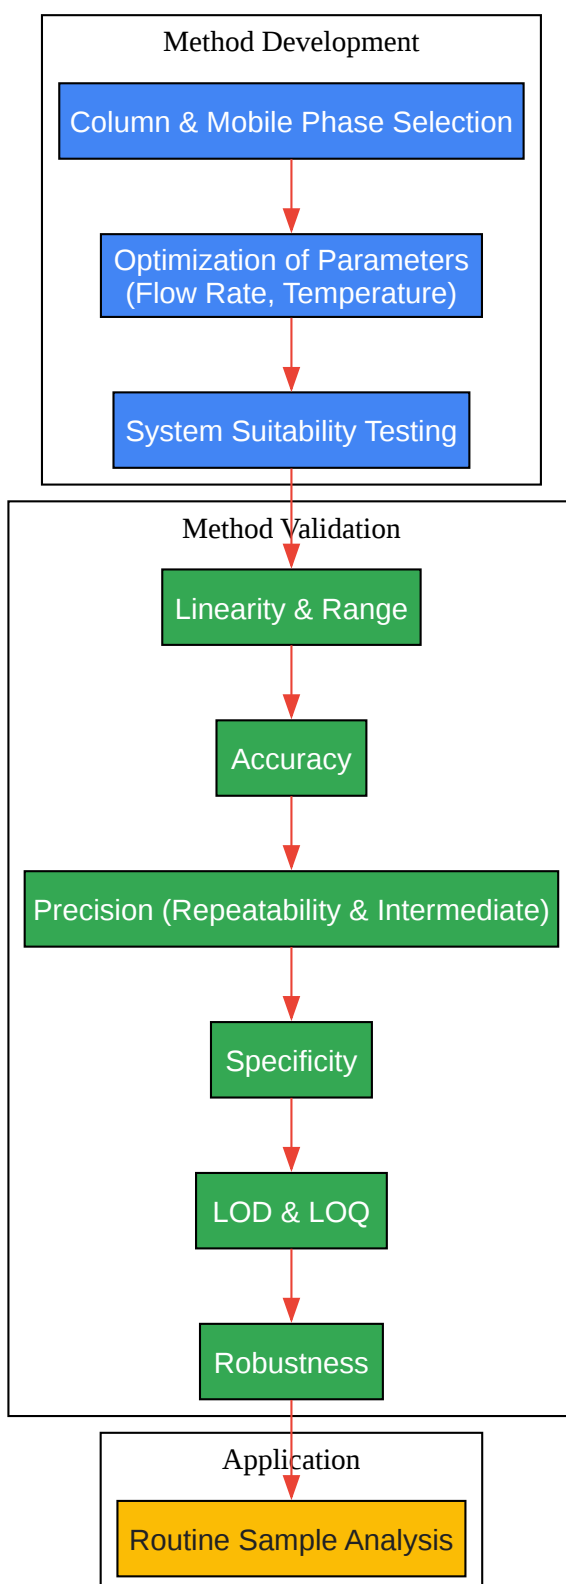 Method Development
Column & Mobile Phase Selection
Optimization of Parameters
(Flow Rate, Temperature)
System Suitability Testing
Method Validation
Linearity & Range
Accuracy
Precision (Repeatability & Intermediate)
Specificity
LOD & LOQ
Robustness
Application
Routine Sample Analysis